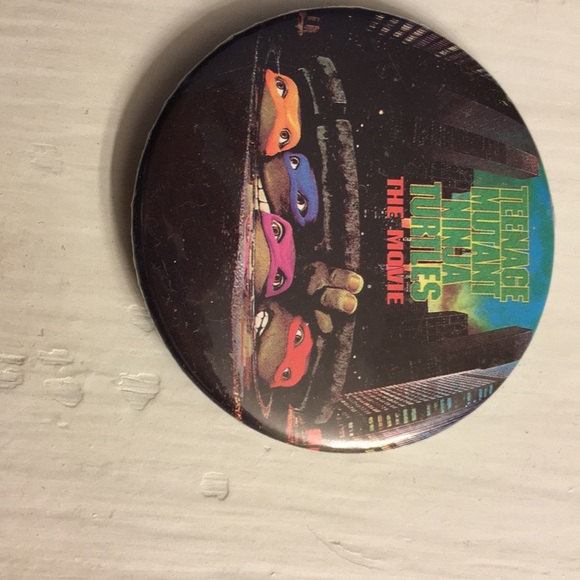 TEENAGE
MUTANT
NINJA
TURTLES
THE MOVIE